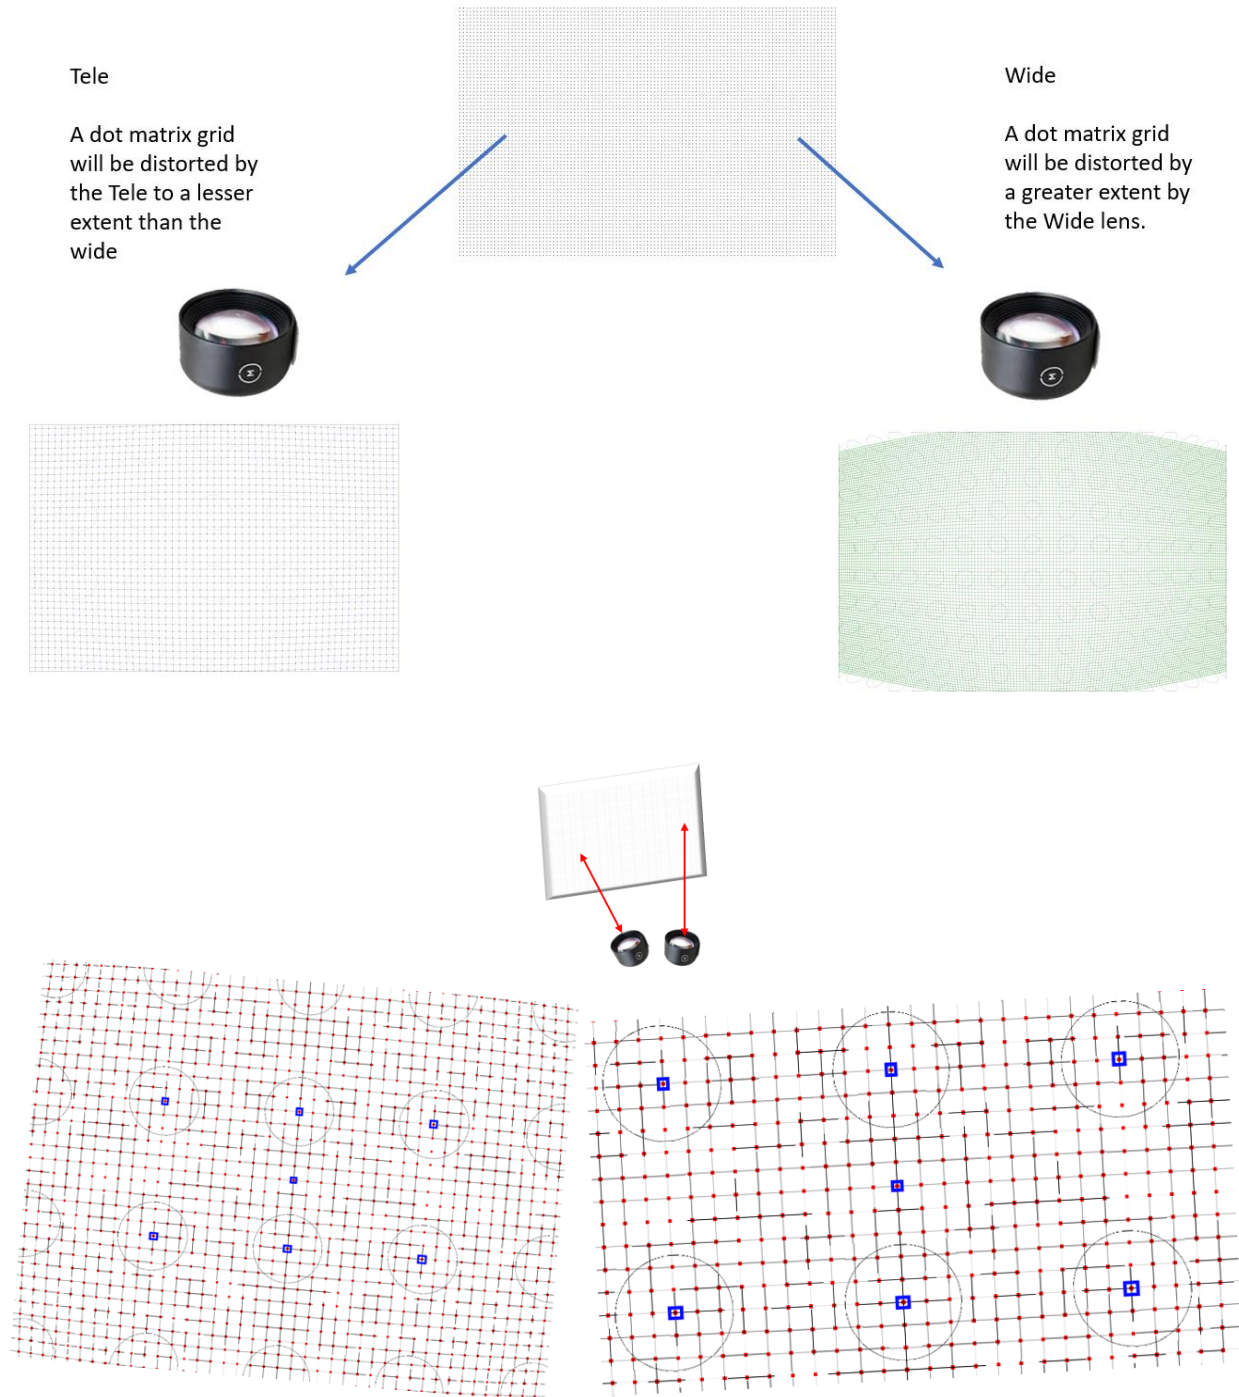 Tele
A dot matrix grid
will be distorted by
the Tele to a lesser
extent than the
wide
Wide
A dot matrix grid
will be distorted by
a greater extent by
the Wide lens.